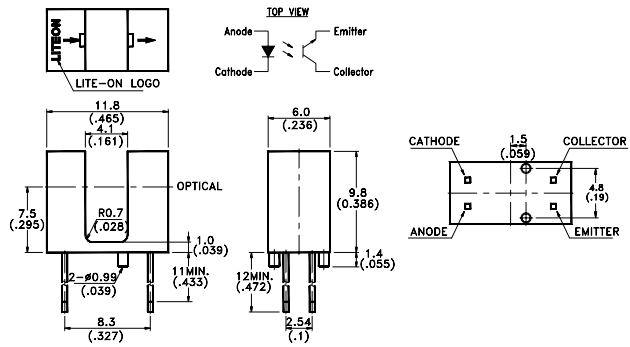 TOP VIEW
Anode
Emitter
Cathode
Collector
LITEON
LITE-ON LOGO
11.8
(.465)
4.1
(.161)
OPTICAL
7.5
(.295)
R0.7
(.028)
1.0
(.039)
2-ø0.99
(.039)
11MIN.
(.433)
8.3
(.327)
6.0
(.236)
9.8
(0.386)
1.4
(.055)
12MIN.
(.472)
2.54
(.1)
1.5
(.059)
CATHODE
COLLECTOR
4.8
(.19)
ANODE
EMITTER